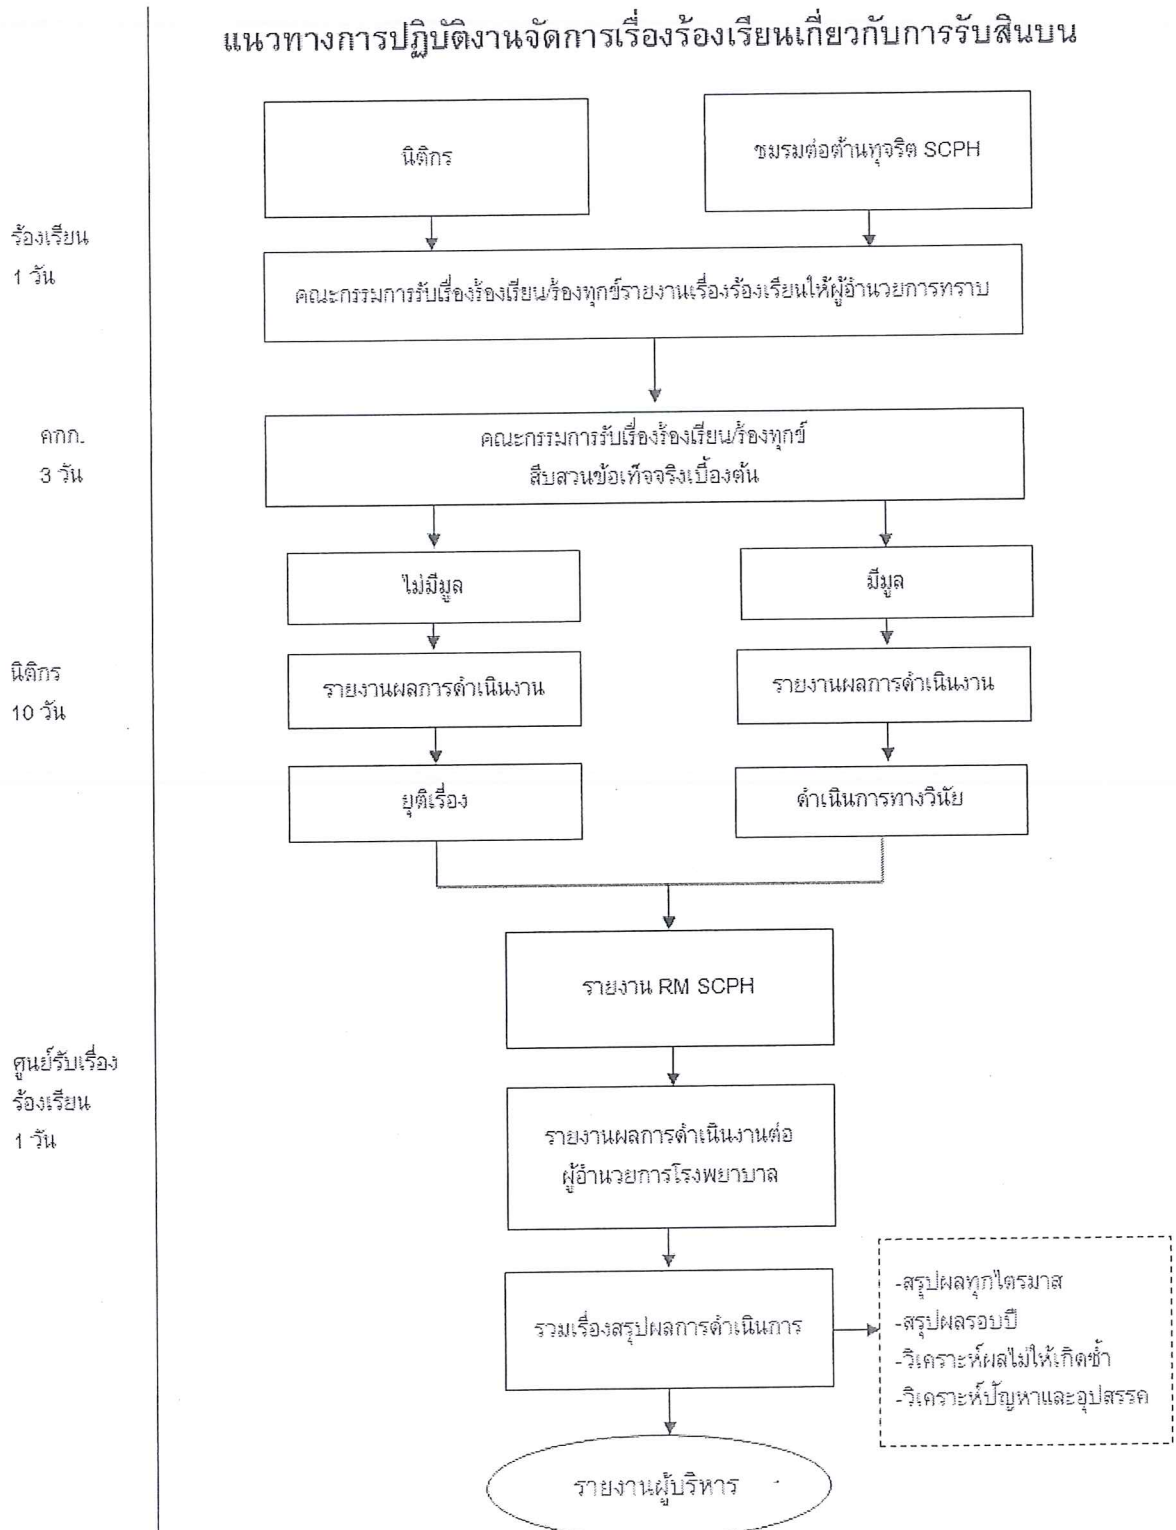 แนวทางการปฏิบัติงานจัดการเรื่องร้องเรียนเกี่ยวกับการรับสินบน
นิติกร
ชมรมต่อต้านทุจริต SCPH
ร้องเรียน
1 วัน
คณะกรรมการรับเรื่องร้องเรียน/ร้องทุกข์รายงานเรื่องร้องเรียนให้ผู้อำนวยการทราบ
คกก.
3 วัน
คณะกรรมการรับเรื่องร้องเรียน/ร้องทุกข์
สืบสวนข้อเท็จจริงเบื้องต้น
ไม่มีมูล
มีมูล
นิติกร
10 วัน
รายงานผลการดำเนินงาน
รายงานผลการดำเนินงาน
ยุติเรื่อง
ดำเนินการทางวินัย
รายงาน RM SCPH
ศูนย์รับเรื่อง
ร้องเรียน
1 วัน
รายงานผลการดำเนินงานต่อ
ผู้อำนวยการโรงพยาบาล
รวมเรื่องสรุปผลการดำเนินการ
-สรุปผลทุกไตรมาส
-สรุปผลรอบปี
-วิเคราะห์ผลไม่ให้เกิดซ้ำ
-วิเคราะห์ปัญหาและอุปสรรค
รายงานผู้บริหาร